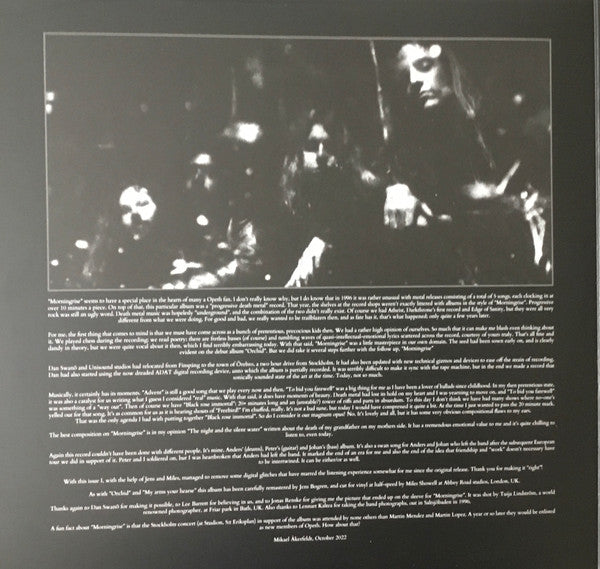 "Morningrise" seems to have a special place in the hearts of many a Opeth fan. I don't really know why, but I do know that in 1996 it was rather unusual with metal releases consisting of a total of 5 songs, each clocking in at
over 10 minutes a piece. On top of that, this particular album was a "progressive death metal" record. That year, the shelves at the record shops weren't exactly littered with albums in the style of "Morningrise". Progressive
rock was still an ugly word. Death metal music was hopelessly "underground", and the combination of the two didn't really exist. Of course we had Atheist, Darkthrone's first record and Edge of Sanity, but they were all very
different from what we were doing. For good and bad, we really wanted to be trailblazers then, and as fate has it, that's what happened; only quite a few years later.
For me, the first thing that comes to mind is that we must have come across as a bunch of pretentious, precocious kids then. We had a rather high opinion of ourselves. So much that it can make me blush even thinking about
it. We played chess during the recording; we read poetry; there are fretless basses (of course) and tumbling waves of quasi-intellectual-emotional lyrics scattered across the record, courtesy of yours truly. That's all fine and
dandy in theory, but we were quite vocal about it then, which I find terribly embarrassing today. With that said, "Morningrise" was a little masterpiece in our own domain. The seed had been sown early on, and is clearly
evident on the debut album "Orchid". But we did take it several steps further with the follow up, "Morningrise"
Dan Swanö and Unisound studios had relocated from Finspång to the town of Örebro, a two hour drive from Stockholm. It had also been updated with new technical gizmos and devices to ease off the strain of recording.
Dan had also started using the now dreaded ADAT digital recording device, unto which the album is partially recorded. It was terribly difficult to make it sync with the tape machine, but in the end we made a record that
sonically sounded state of the art at the time. Today, not so much.
Musically, it certainly has its moments. "Advent" is still a good song that we play every now and then. "To bid you farewell" was a big thing for me as I have been a lover of ballads since childhood. In my then pretentious state,
it was also a catalyst for us writing what I guess I considered "real" music. With that said, it does have moments of beauty. Death metal had lost its hold on my heart and I was yearning to move on, and "To bid you farewell"
was something of a "way out". Then of course we have "Black rose immortal"; 20+ minutes long and an (unstable?) tower of riffs and parts in disorder. To this day I don't think we have had many shows where no-one's
yelled out for that song. It's as common for us as it is hearing shouts of "Freebird!" I'm chuffed, really. It's not a bad tune, but today I would have compressed it quite a bit. At the time I just wanted to pass the 20 minute mark.
That was the only agenda I had with putting together "Black rose immortal". So do I consider it our magnum opus? No. It's lovely and all, but it has some very obvious compositional flaws to my ears.
The best composition on "Morningrise" is in my opinion "The night and the silent water" written about the death of my grandfather on my mothers side. It has a tremendous emotional value to me and it's quite chilling to
listen to, even today.
Again this record couldn't have been done with different people. It's mine, Anders' (drums), Peter's (guitar) and Johan's (bass) album. It's also a swan song for Anders and Johan who left the band after the subsequent European
tour we did in support of it. Peter and I soldiered on, but I was heartbroken that Anders had left the band. It marked the end of an era for me and also the end of the idea that friendship and "work" doesn't necessary have
to be intertwined. It can be either/or as well.
With this issue I, with the help of Jens and Miles, managed to remove some digital glitches that have marred the listening experience somewhat for me since the original release. Thank you for making it "right"!
As with "Orchid" and "My arms your hearse" this album has been carefully remastered by Jens Bogren, and cut for vinyl at half-speed by Miles Showell at Abbey Road studios, London, UK.
Thanks again to Dan Swanö for making it possible, to Lee Barrett for believing in us, and to Jonas Renkse for giving me the picture that ended up on the sleeve for "Morningrise". It was shot by Tuija Lindström, a world
renowned photographer, at Friar park in Bath, UK. Also thanks to Lennart Kaltea for taking the band photographs, out in Saltsjöbaden in 1996.
A fun fact about "Morningrise" is that the Stockholm concert (at Studion, S:t Eriksplan) in support of the album was attended by none others than Martin Mendez and Martin Lopez. A year or so later they would be enlisted
as new members of Opeth. How about that?
Mikael Åkerfeldt, October 2022